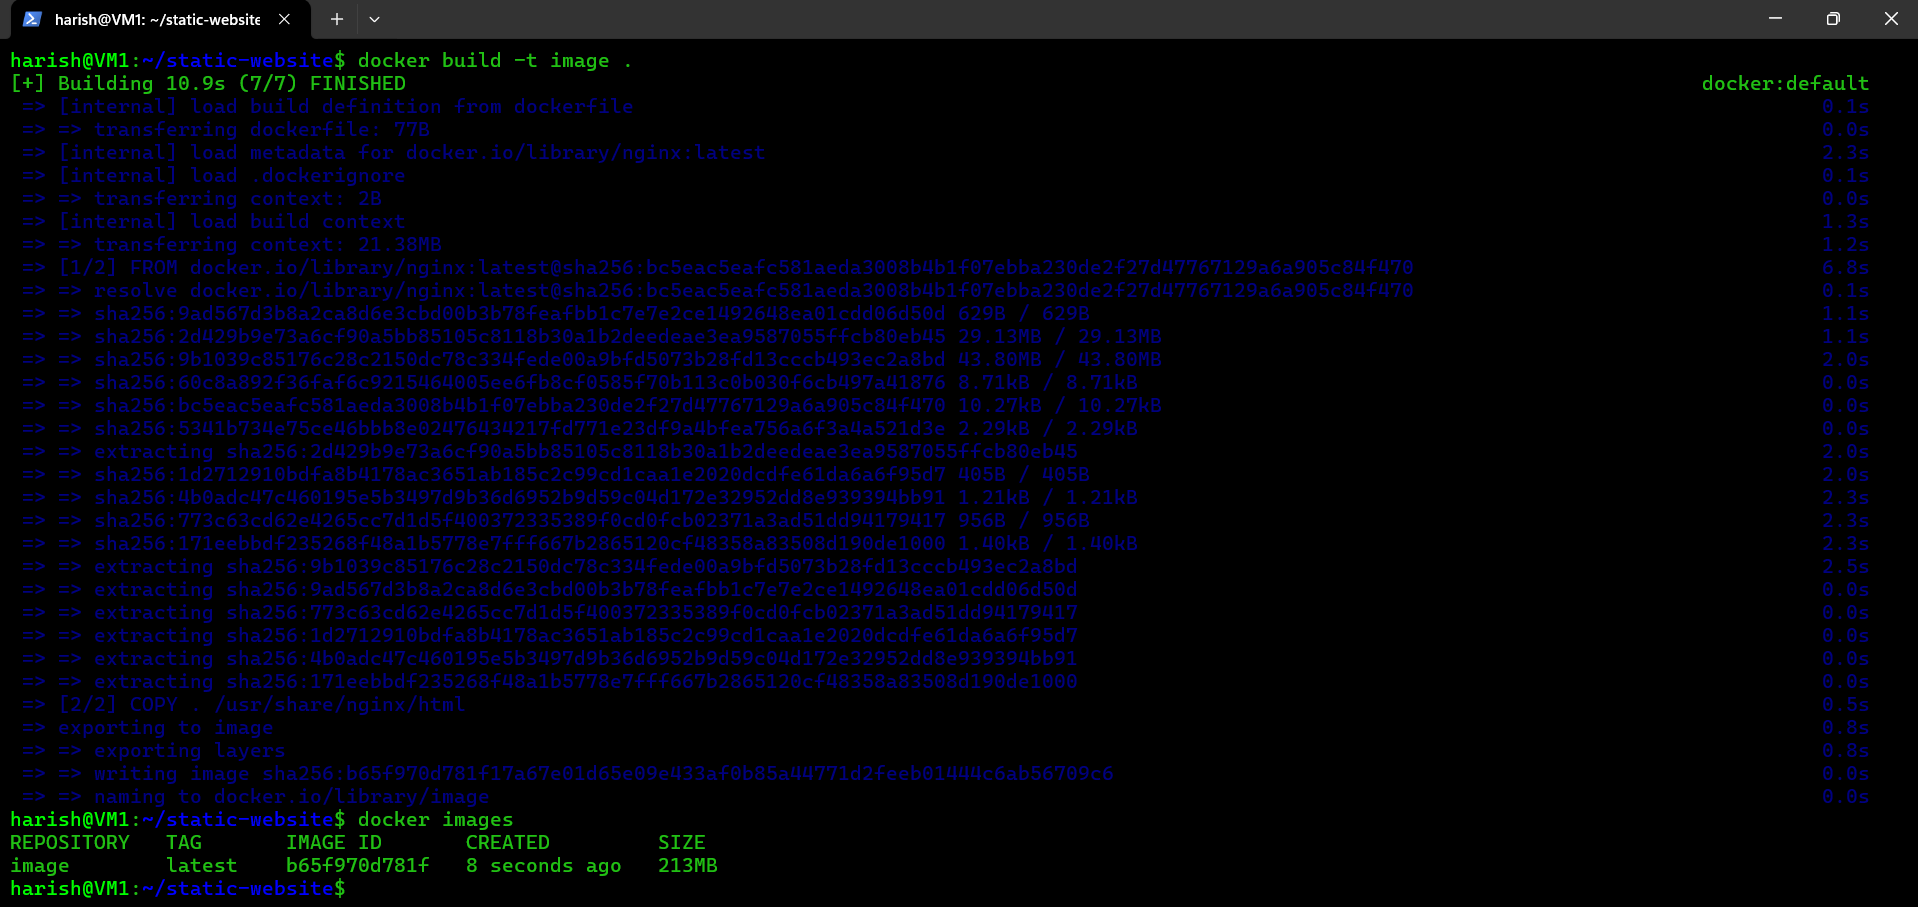 harish@VM1: ~/static-website
harish@VM1:~/static-website$ docker build -t image .
[+] Building 10.9s (7/7) FINISHED docker:default
=> [internal] load build definition from dockerfile 0.1s
=> => transferring dockerfile: 77B 0.0s
=> [internal] load metadata for docker.io/library/nginx:latest 2.3s
=> [internal] load .dockerignore 0.1s
=> => transferring context: 2B 0.0s
=> [internal] load build context 1.3s
=> => transferring context: 21.38MB 1.2s
=> [1/2] FROM docker.io/library/nginx:latest@sha256:bc5eac5eafc581aeda3008b4b1f07ebba230de2f27d47767129a6a905c84f470 6.8s
=> => resolve docker.io/library/nginx:latest@sha256:bc5eac5eafc581aeda3008b4b1f07ebba230de2f27d47767129a6a905c84f470 0.1s
=> => sha256:9ad567d3b8a2ca8d6e3cbd00b3b78feafbb1c7e7e2ce1492648ea01cdd06d50d 629B / 629B 1.1s
=> => sha256:2d429b9e73a6cf90a5bb85105c8118b30a1b2deedeae3ea9587055ffcb80eb45 29.13MB / 29.13MB 1.1s
=> => sha256:9b1039c85176c28c2150dc78c334fede00a9bfd5073b28fd13cccb493ec2a8bd 43.80MB / 43.80MB 2.0s
=> => sha256:60c8a892f36faf6c9215464005ee6fb8cf0585f70b113c0b030f6cb497a41876 8.71kB / 8.71kB 0.0s
=> => sha256:bc5eac5eafc581aeda3008b4b1f07ebba230de2f27d47767129a6a905c84f470 10.27kB / 10.27kB 0.0s
=> => sha256:5341b734e75ce46bbb8e02476434217fd771e23df9a4bfea756a6f3a4a521d3e 2.29kB / 2.29kB 0.0s
=> => extracting sha256:2d429b9e73a6cf90a5bb85105c8118b30a1b2deedeae3ea9587055ffcb80eb45 2.0s
=> => sha256:1d2712910bdfa8b4178ac3651ab185c2c99cd1caa1e2020dcdfe61da6a6f95d7 405B / 405B 2.0s
=> => sha256:4b0adc47c460195e5b3497d9b36d6952b9d59c04d172e32952dd8e939394bb91 1.21kB / 1.21kB 2.3s
=> => sha256:773c63cd62e4265cc7d1d5f400372335389f0cd0fcb02371a3ad51dd94179417 956B / 956B 2.3s
=> => sha256:171eebbdf235268f48a1b5778e7fff667b2865120cf48358a83508d190de1000 1.40kB / 1.40kB 2.3s
=> => extracting sha256:9b1039c85176c28c2150dc78c334fede00a9bfd5073b28fd13cccb493ec2a8bd 2.5s
=> => extracting sha256:9ad567d3b8a2ca8d6e3cbd00b3b78feafbb1c7e7e2ce1492648ea01cdd06d50d 0.0s
=> => extracting sha256:773c63cd62e4265cc7d1d5f400372335389f0cd0fcb02371a3ad51dd94179417 0.0s
=> => extracting sha256:1d2712910bdfa8b4178ac3651ab185c2c99cd1caa1e2020dcdfe61da6a6f95d7 0.0s
=> => extracting sha256:4b0adc47c460195e5b3497d9b36d6952b9d59c04d172e32952dd8e939394bb91 0.0s
=> => extracting sha256:171eebbdf235268f48a1b5778e7fff667b2865120cf48358a83508d190de1000 0.0s
=> [2/2] COPY . /usr/share/nginx/html 0.5s
=> exporting to image 0.8s
=> => exporting layers 0.8s
=> => writing image sha256:b65f970d781f17a67e01d65e09e433af0b85a44771d2feeb01444c6ab56709c6 0.0s
=> => naming to docker.io/library/image 0.0s
harish@VM1:~/static-website$ docker images
REPOSITORY TAG IMAGE ID CREATED SIZE
image latest b65f970d781f 8 seconds ago 213MB
harish@VM1:~/static-website$